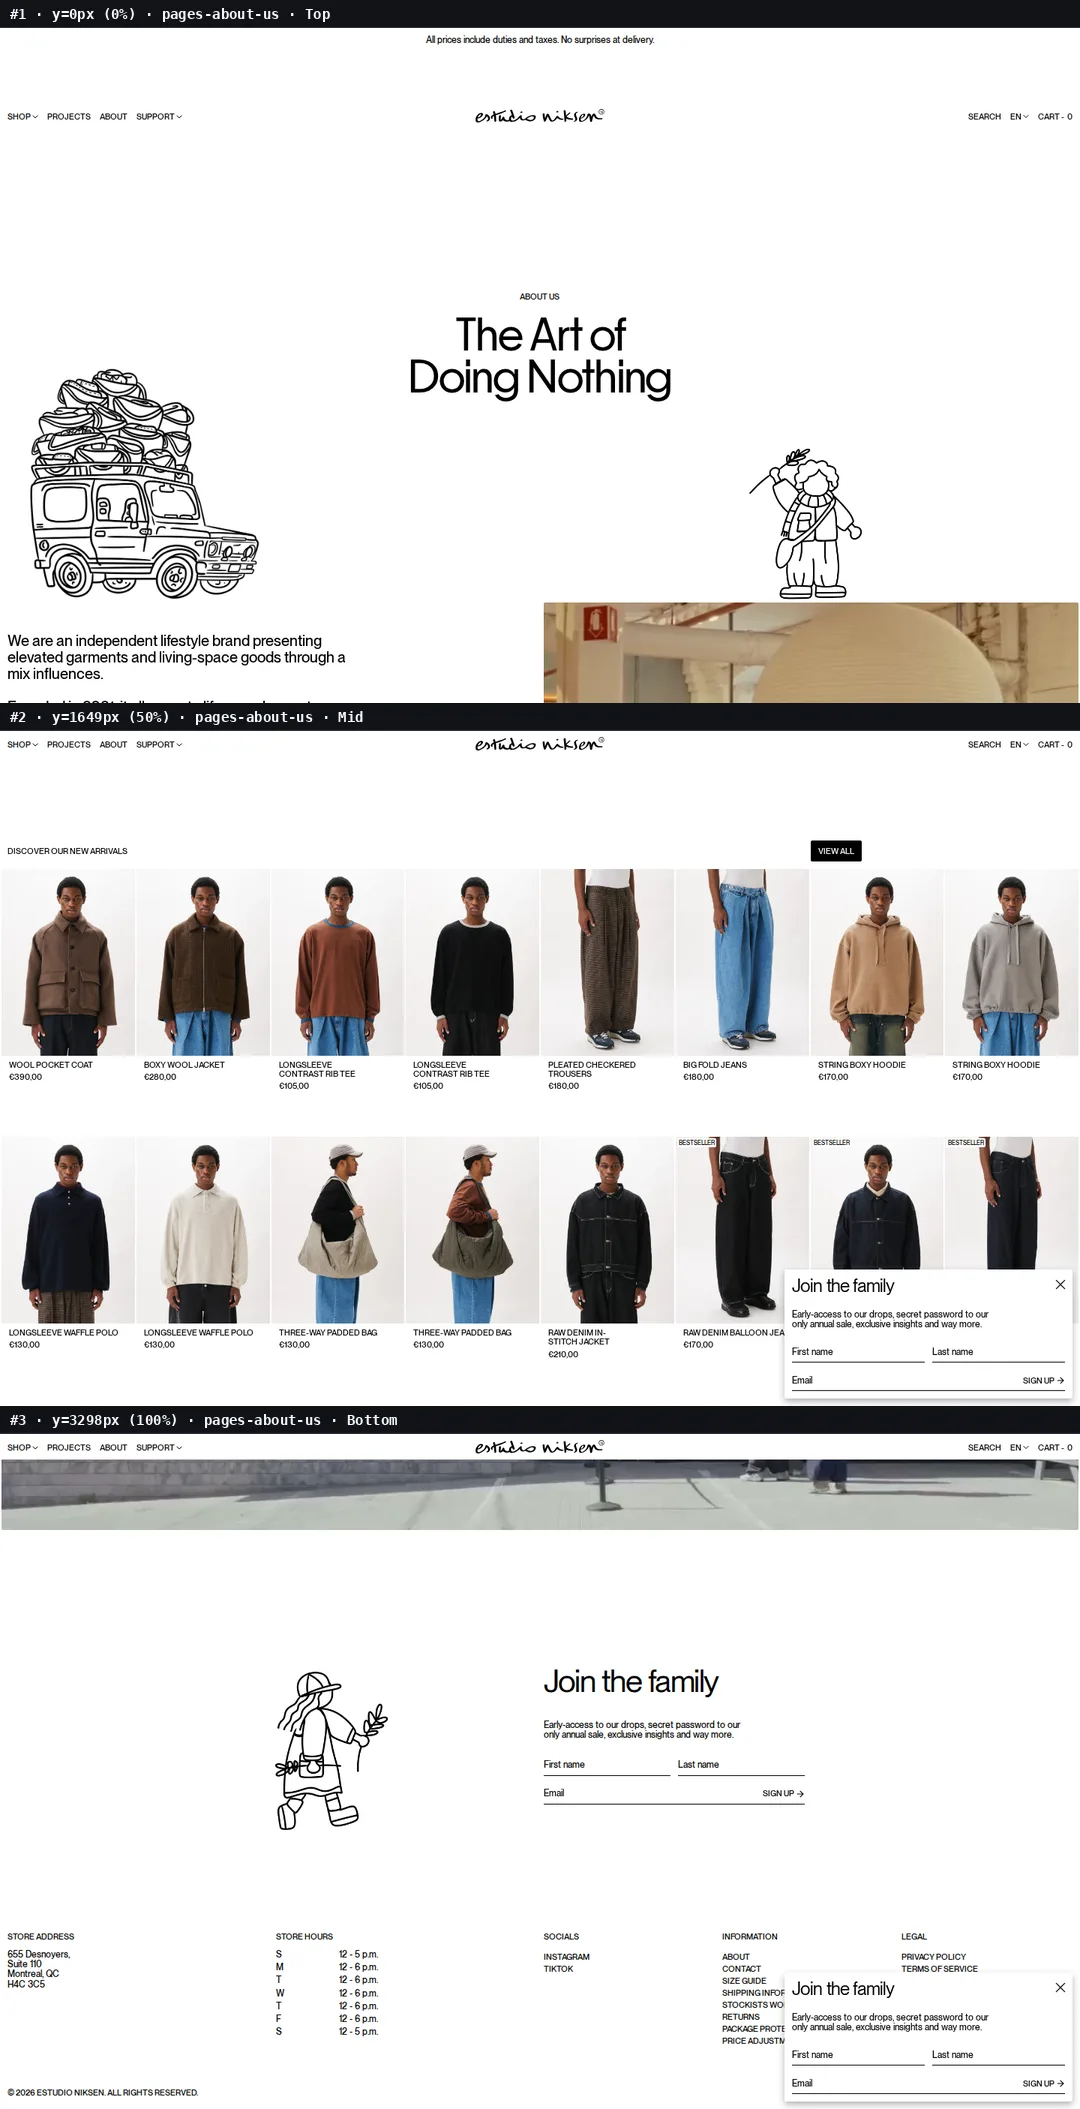 #1 · y=0px (0%) · pages-about-us · Top
All prices include duties and taxes. No surprises at delivery.
SHOP PROJECTS ABOUT SUPPORT
estudio niksen
SEARCH EN CART - 0
ABOUT US
The Art of
Doing Nothing
We are an independent lifestyle brand presenting
elevated garments and living-space goods through a
mix influences.
#2 · y=1649px (50%) · pages-about-us · Mid
SHOP PROJECTS ABOUT SUPPORT
estudio niksen
SEARCH EN CART - 0
DISCOVER OUR NEW ARRIVALS
VIEW ALL
WOOL POCKET COAT
€390,00
BOXY WOOL JACKET
€280,00
LONGSLEEVE
CONTRAST RIB TEE
€105,00
LONGSLEEVE
CONTRAST RIB TEE
€105,00
PLEATED CHECKERED
TROUSERS
€180,00
BIG FOLD JEANS
€180,00
STRING BOXY HOODIE
€170,00
STRING BOXY HOODIE
€170,00
BESTSELLER
BESTSELLER
BESTSELLER
LONGSLEEVE WAFFLE POLO
€130,00
LONGSLEEVE WAFFLE POLO
€130,00
THREE-WAY PADDED BAG
€130,00
THREE-WAY PADDED BAG
€130,00
RAW DENIM IN-
STITCH JACKET
€210,00
RAW DENIM BALLOON JEA
€170,00
Join the family
Early-access to our drops, secret password to our
only annual sale, exclusive insights and way more.
First name
Last name
Email
SIGN UP →
#3 · y=3298px (100%) · pages-about-us · Bottom
SHOP PROJECTS ABOUT SUPPORT
estudio niksen
SEARCH EN CART - 0
Join the family
Early-access to our drops, secret password to our
only annual sale, exclusive insights and way more.
First name
Last name
Email
SIGN UP →
STORE ADDRESS
655 Desnoyers,
Suite 110
Montreal, QC
H4C 3C5
STORE HOURS
S 12 - 5 p.m.
M 12 - 6 p.m.
T 12 - 6 p.m.
W 12 - 6 p.m.
T 12 - 6 p.m.
F 12 - 6 p.m.
S 12 - 5 p.m.
SOCIALS
INSTAGRAM
TIKTOK
INFORMATION
ABOUT
CONTACT
SIZE GUIDE
SHIPPING INFOR
STOCKISTS WO
RETURNS
PACKAGE PROTE
PRICE ADJUSTM
LEGAL
PRIVACY POLICY
TERMS OF SERVICE
Join the family
Early-access to our drops, secret password to our
only annual sale, exclusive insights and way more.
First name
Last name
Email
SIGN UP →
© 2026 ESTUDIO NIKSEN. ALL RIGHTS RESERVED.